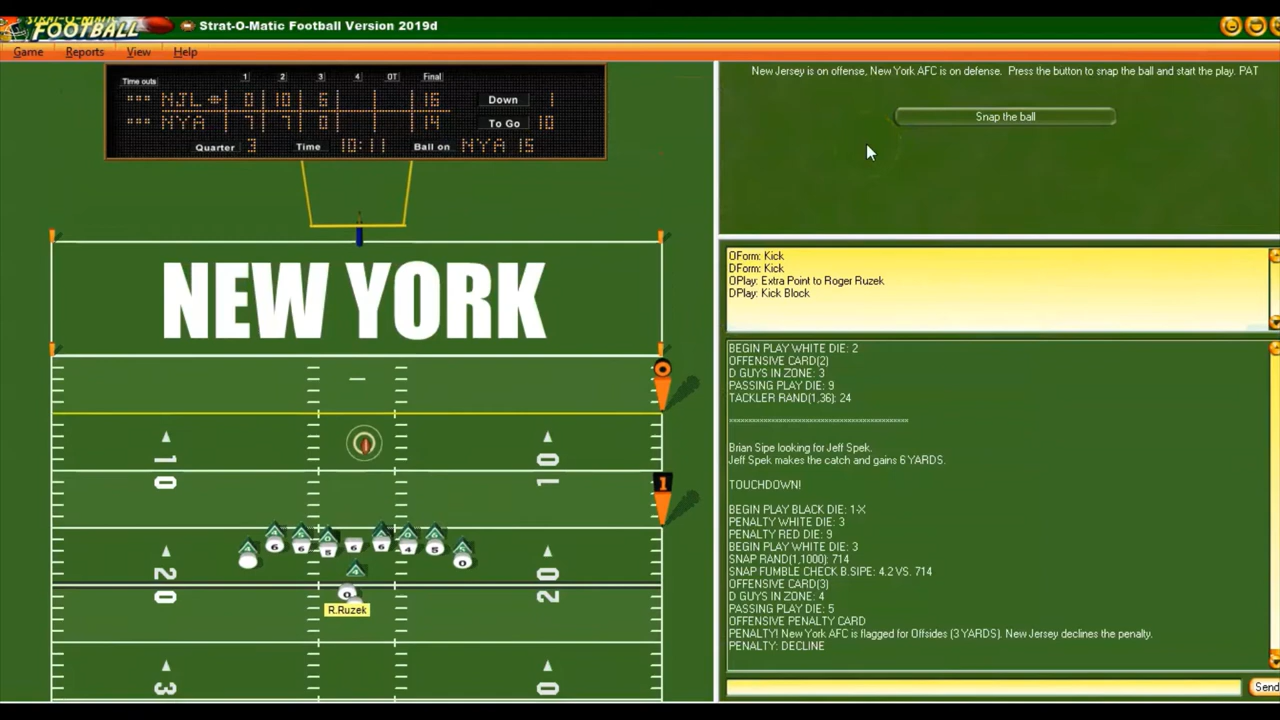 STRAT-O-MATIC
FOOTBALL
Strat-O-Matic Football Version 2019d
Game Reports View Help
Time outs 1 2 3 4 OT Final
*** NJL 0 10 6 16 Down 1
*** NYA 7 7 0 14 To Go 10
Quarter 3 Time 10:11 Ball on NYA 15
New Jersey is on offense, New York AFC is on defense. Press the button to snap the ball and start the play. PAT
Snap the ball
NEW YORK
OForm: Kick
DForm: Kick
OPlay: Extra Point to Roger Ruzek
DPlay: Kick Block
BEGIN PLAY WHITE DIE: 2
OFFENSIVE CARD(2)
D GUYS IN ZONE: 3
PASSING PLAY DIE: 9
TACKLER RAND(1,36): 24
Brian Sipe looking for Jeff Spek.
Jeff Spek makes the catch and gains 6 YARDS.
TOUCHDOWN!
BEGIN PLAY BLACK DIE: 1-X
PENALTY WHITE DIE: 3
PENALTY RED DIE: 9
BEGIN PLAY WHITE DIE: 3
SNAP RAND(1,1000): 714
SNAP FUMBLE CHECK B.SIPE: 4.2 VS. 714
OFFENSIVE CARD(3)
D GUYS IN ZONE: 4
PASSING PLAY DIE: 5
OFFENSIVE PENALTY CARD
PENALTY! New York AFC is flagged for Offsides (3 YARDS). New Jersey declines the penalty.
PENALTY: DECLINE
10 10
1
20 20
R.Ruzek
3 0
Send